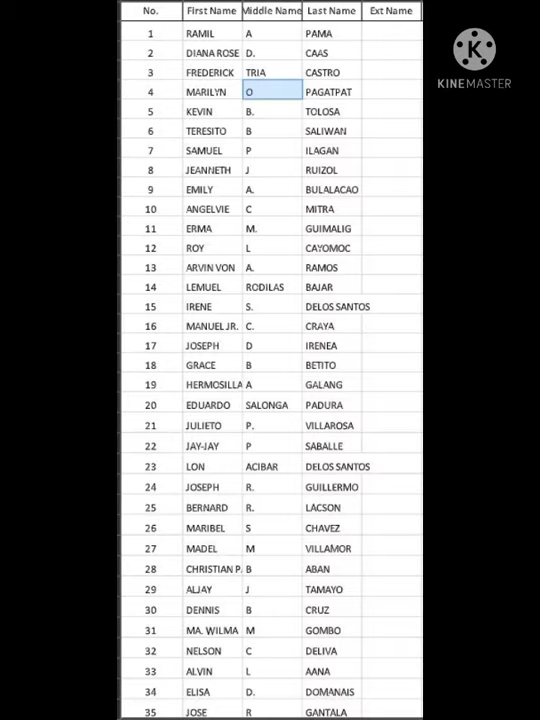 No. First Name Middle Name Last Name Ext Name
1 RAMIL A PAMA
2 DIANA ROSE D. CAAS
3 FREDERICK TRIA CASTRO
4 MARILYN O PAGATPAT
5 KEVIN B. TOLOSA
6 TERESITO B SALIWAN
7 SAMUEL P ILAGAN
8 JEANNETH J RUIZOL
9 EMILY A. BULALACAO
10 ANGELVIE C MITRA
11 ERMA M. GUIMALIG
12 ROY L CAYOMOC
13 ARVIN VON A. RAMOS
14 LEMUEL RODILAS BAJAR
15 IRENE S. DELOS SANTOS
16 MANUEL JR. C. CRAYA
17 JOSEPH D IRENEA
18 GRACE B BETITO
19 HERMOSILLA A GALANG
20 EDUARDO SALONGA PADURA
21 JULIETO P. VILLAROSA
22 JAY-JAY P SABALLE
23 LON ACIBAR DELOS SANTOS
24 JOSEPH R. GUILLERMO
25 BERNARD R. LACSON
26 MARIBEL S CHAVEZ
27 MADEL M VILLAMOR
28 CHRISTIAN P. B ABAN
29 ALJAY J TAMAYO
30 DENNIS B CRUZ
31 MA. WILMA M GOMBO
32 NELSON C DELIVA
33 ALVIN L AANA
34 ELISA D. DOMANAIS
35 JOSE R GANTALA
K
KINEMASTER